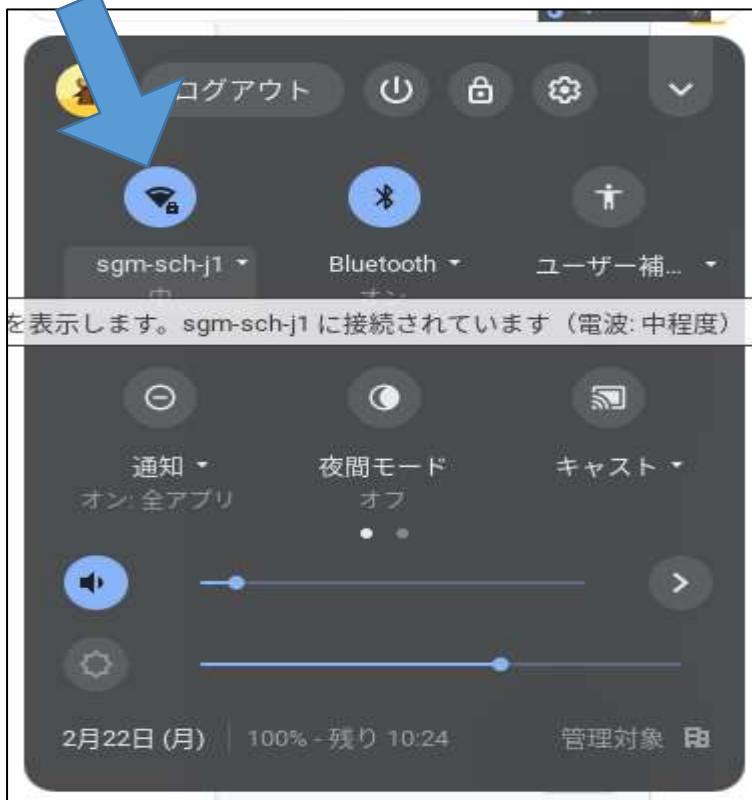 ログアウト
sgm-sch-j1 Bluetooth ユーザー補...
中 オン
を表示します。sgm-sch-j1 に接続されています（電波: 中程度）
通知 夜間モード キャスト
オン: 全アプリ オフ
2月22日 (月) 100% - 残り 10:24 管理対象